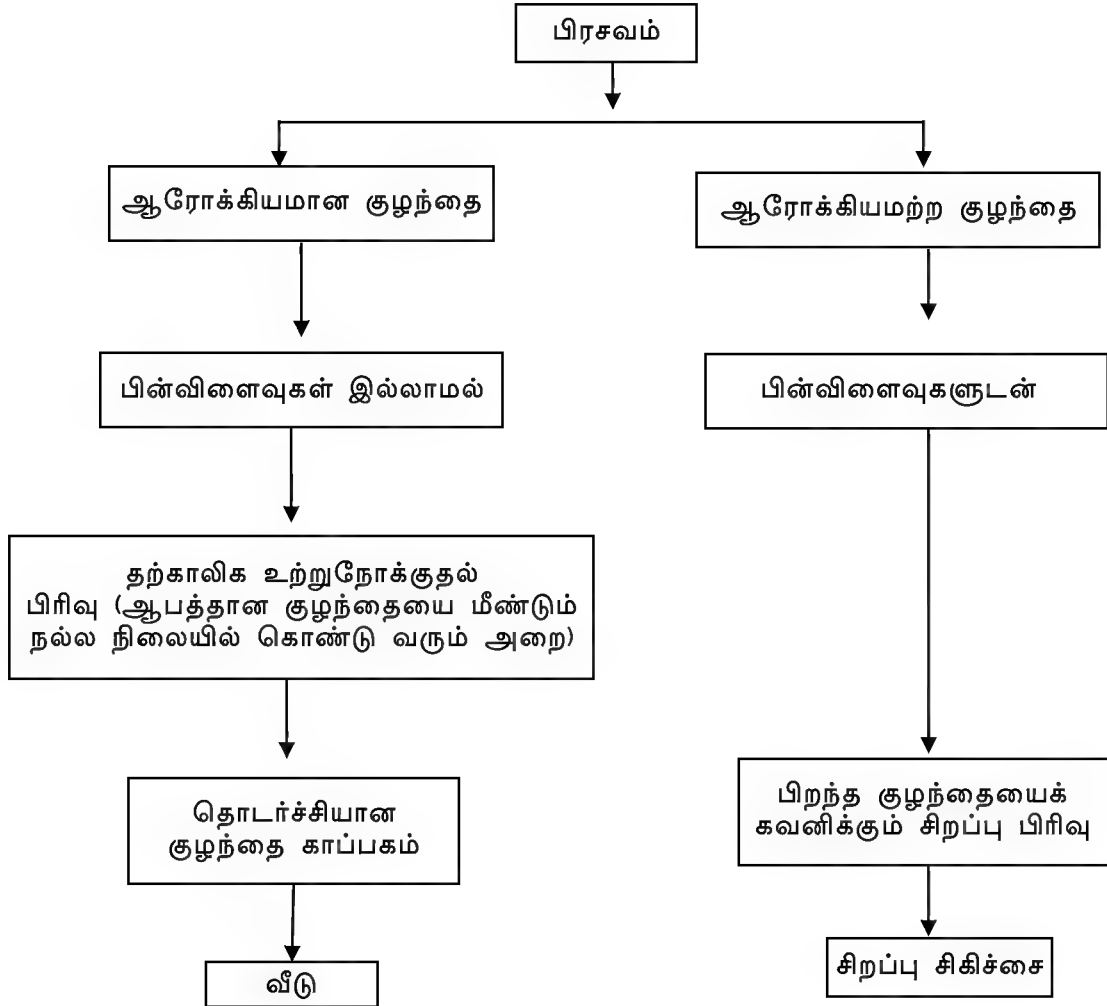 பிரசவம்
ஆரோக்கியமான குழந்தை
ஆரோக்கியமற்ற குழந்தை
பின்விளைவுகள் இல்லாமல்
பின்விளைவுகளுடன்
தற்காலிக உற்றுநோக்குதல்
பிரிவு (ஆபத்தான குழந்தையை மீண்டும்
நல்ல நிலையில் கொண்டு வரும் அறை)
தொடர்ச்சியான
குழந்தை காப்பகம்
பிறந்த குழந்தையைக்
கவனிக்கும் சிறப்பு பிரிவு
வீடு
சிறப்பு சிகிச்சை